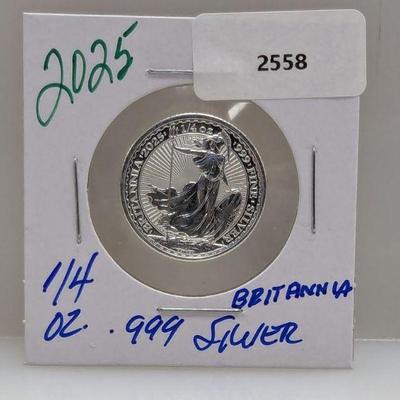 2025
2558
BRITANNIA 2025 1/4 oz 999 FINE SILVER
1/4 BRITANNIA
OZ. .999 SILVER